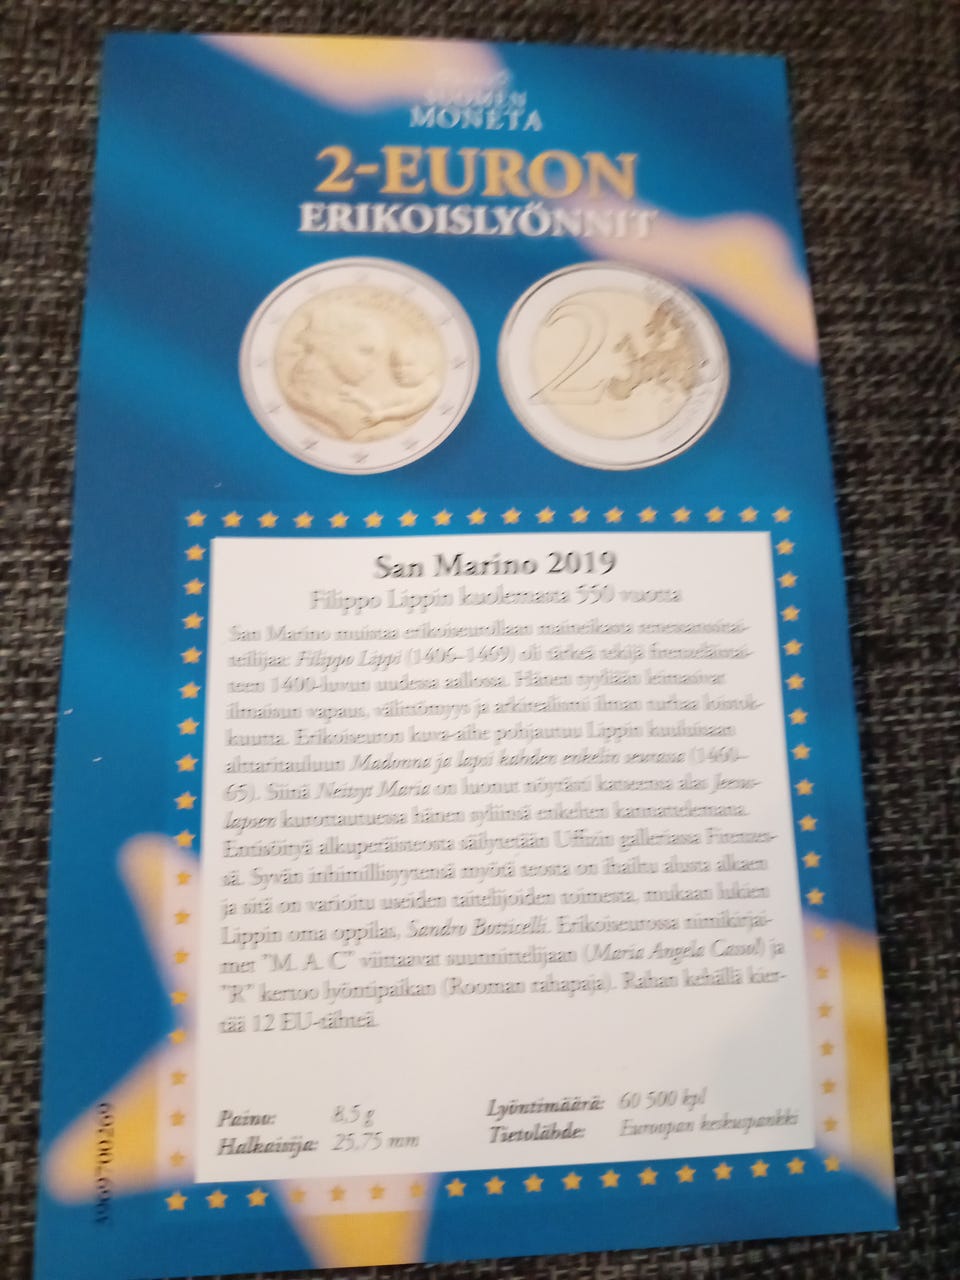 SUOMEN
MONETA
2-EURON
ERIKOISLYÖNNIT
2
San Marino 2019
Filippo Lippin kuolemasta 550 vuotta
San Marino muistaa erikoiseurollaan maineikasta renessanssitai-
teilijaa: Filippo Lippi (1406–1469) oli tärkeä tekijä firenzeläistai-
teen 1400-luvun uudessa aallossa. Hänen tyyliään leimasivat
ilmaisun vapaus, välittömyys ja arkirealismi ilman turhaa loistok-
kuutta. Erikoiseuron kuva-aihe pohjautuu Lippin kuuluisaan
alttaritauluun Madonna ja lapsi kahden enkelin seurassa (1460–
65). Siinä Neitsyt Maria on luonut nöyrästi katseensa alas Jeesus-
lapsen kurottautuessa hänen syliinsä enkelten kannattelemana.
Entisöityä alkuperäisteosta säilytetään Uffizin galleriassa Firenzes-
sä. Syvän inhimillisyytensä myötä teosta on ihailtu alusta alkaen
ja sitä on varioitu useiden taiteilijoiden toimesta, mukaan lukien
Lippin oma oppilas, Sandro Botticelli. Erikoiseurossa nimikirjai-
met "M. A. C" viittaavat suunnittelijaan (Maria Angela Cassol) ja
"R" kertoo lyöntipaikan (Rooman rahapaja). Rahan kehällä kier-
tää 12 EU-tähteä.
Paino: 8,5 g
Halkaisija: 25,75 mm
Lyöntimäärä: 60 500 kpl
Tietolähde: Euroopan keskuspankki